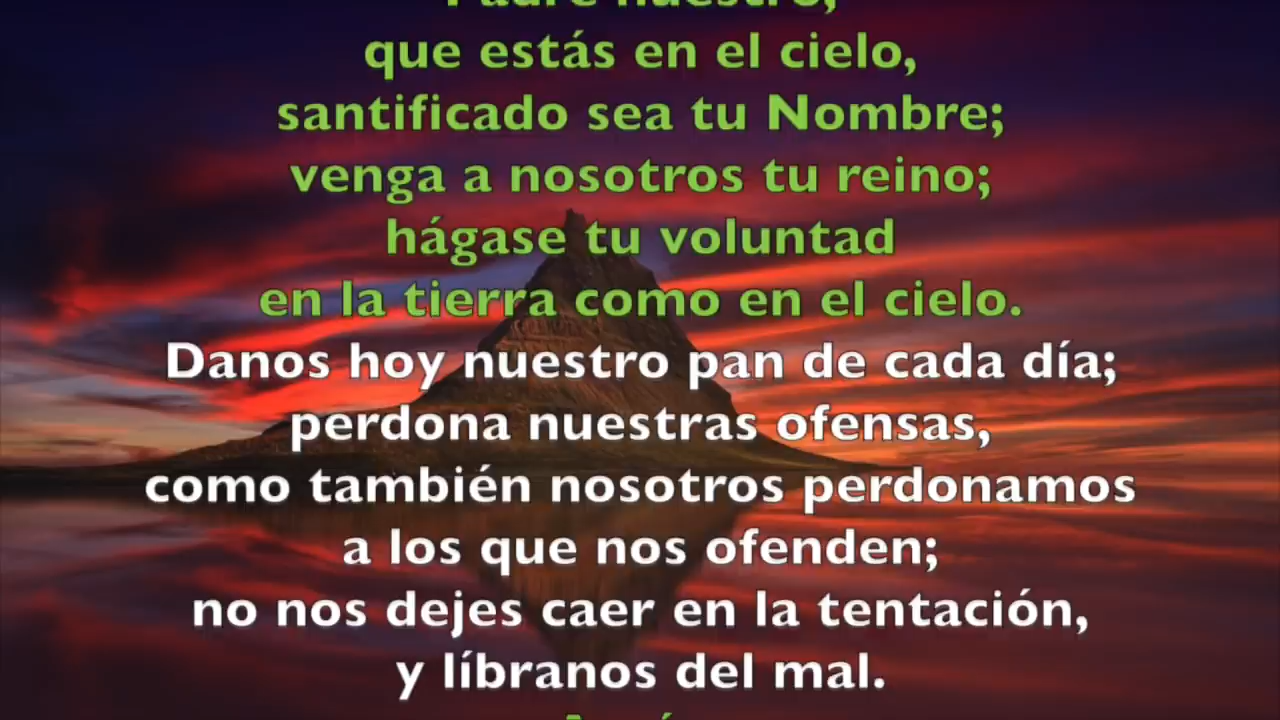 Padre nuestro,
que estás en el cielo,
santificado sea tu Nombre;
venga a nosotros tu reino;
hágase tu voluntad
en la tierra como en el cielo.
Danos hoy nuestro pan de cada día;
perdona nuestras ofensas,
como también nosotros perdonamos
a los que nos ofenden;
no nos dejes caer en la tentación,
y líbranos del mal.